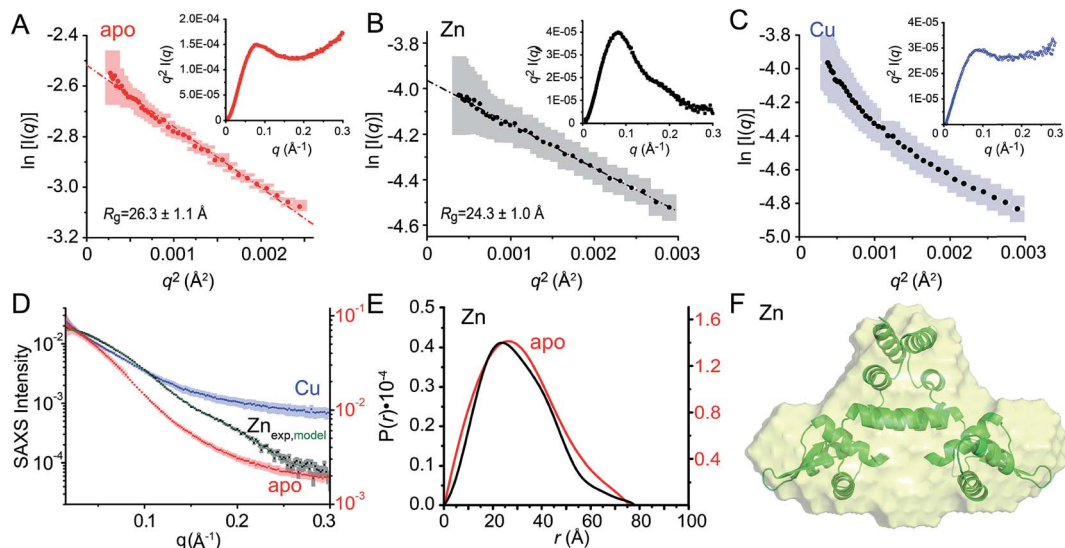 A
apo
-2.4
-2.6
-2.8
-3.0
-3.2
ln [I(q)]
0
0.001
0.002
q² (Å²)
Rg=26.3 ± 1.1 Å
2.0E-04
1.5E-04
1.0E-04
5.0E-05
0
q² I(q)
0
0.1
0.2
0.3
q (Å-1)
B
Zn
-3.8
-4.0
-4.2
-4.4
-4.6
ln [I(q)]
0
0.001
0.002
0.003
q² (Å²)
Rg=24.3 ± 1.0 Å
4E-05
3E-05
2E-05
1E-05
0
q² I(q)
0
0.1
0.2
0.3
q (Å-1)
C
Cu
-3.8
-4.0
-4.2
-4.4
-4.6
-4.8
-5.0
ln [I(q)]
0
0.001
0.002
0.003
q² (Å²)
4E-05
3E-05
2E-05
1E-05
0
q² I(q)
0
0.1
0.2
0.3
q (Å-1)
D
SAXS Intensity
10-2
10-3
10-4
10-1
10-2
10-3
Cu
Znexp,model
apo
0.1
0.2
0.3
q(Å-1)
E
Zn
apo
P(r)•10-4
0.5
0.4
0.3
0.2
0.1
0.0
1.6
1.2
0.8
0.4
0
20
40
60
80
100
r (Å)
F
Zn